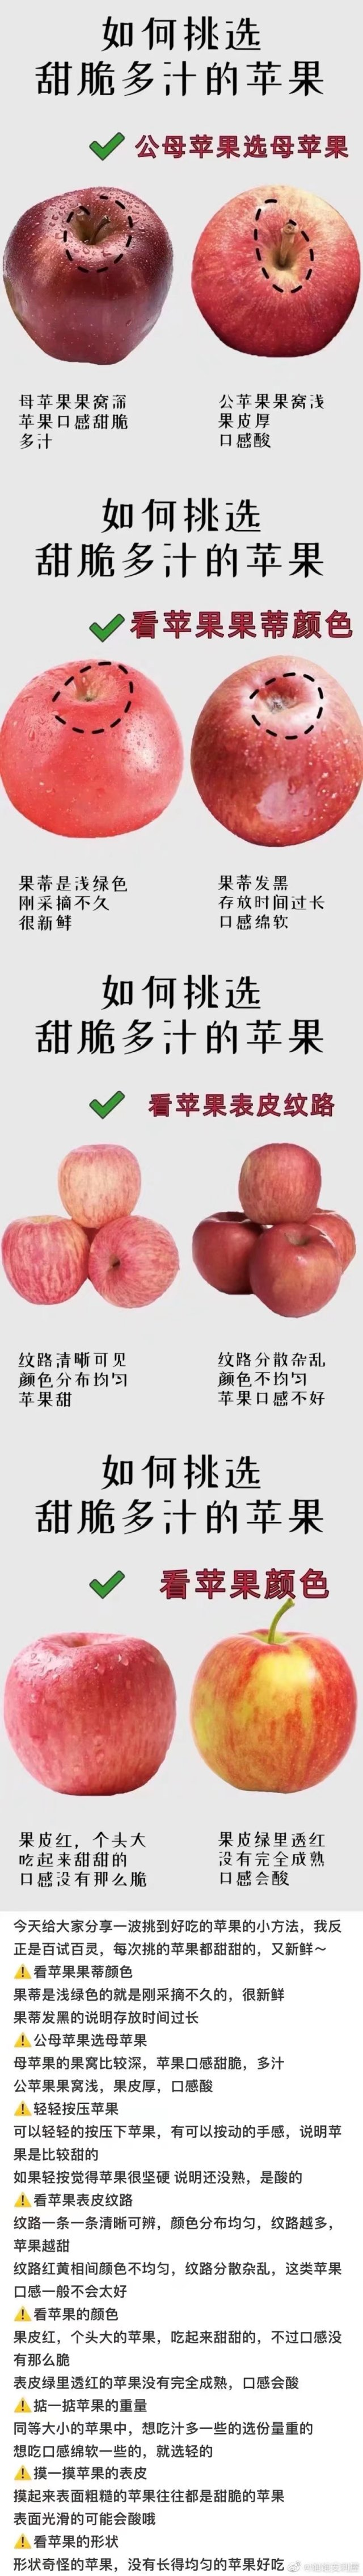 如何挑选
甜脆多汁的苹果
公母苹果选母苹果
母苹果果窝深
苹果口感甜脆
多汁
公苹果果窝浅
果皮厚
口感酸
如何挑选
甜脆多汁的苹果
看苹果果蒂颜色
果蒂是浅绿色
刚采摘不久
很新鲜
果蒂发黑
存放时间过长
口感绵软
如何挑选
甜脆多汁的苹果
看苹果表皮纹路
纹路清晰可见
颜色分布均匀
苹果甜
纹路分散杂乱
颜色不均匀
苹果口感不好
如何挑选
甜脆多汁的苹果
看苹果颜色
果皮红，个头大
吃起来甜甜的
口感没有那么脆
果皮绿里透红
没有完全成熟
口感会酸
今天给大家分享一波挑到好吃的苹果的小方法，我反
正是百试百灵，每次挑的苹果都甜甜的，又新鲜～
⚠️看苹果果蒂颜色
果蒂是浅绿色的就是刚采摘不久的，很新鲜
果蒂发黑的说明存放时间过长
⚠️公母苹果选母苹果
母苹果的果窝比较深，苹果口感甜脆，多汁
公苹果果窝浅，果皮厚，口感酸
⚠️轻轻按压苹果
可以轻轻的按压下苹果，有可以按动的手感，说明苹
果是比较甜的
如果轻按觉得苹果很坚硬 说明还没熟，是酸的
⚠️看苹果表皮纹路
纹路一条一条清晰可辨，颜色分布均匀，纹路越多，
苹果越甜
纹路红黄相间颜色不均匀，纹路分散杂乱，这类苹果
口感一般不会太好
⚠️看苹果的颜色
果皮红，个头大的苹果，吃起来甜甜的，不过口感没
有那么脆
表皮绿里透红的苹果没有完全成熟，口感会酸
⚠️掂一掂苹果的重量
同等大小的苹果中，想吃汁多一些的选份量重的
想吃口感绵软一些的，就选轻的
⚠️摸一摸苹果的表皮
摸起来表面粗糙的苹果往往都是甜脆的苹果
表面光滑的可能会酸哦
⚠️看苹果的形状
形状奇怪的苹果，没有长得均匀的苹果好吃